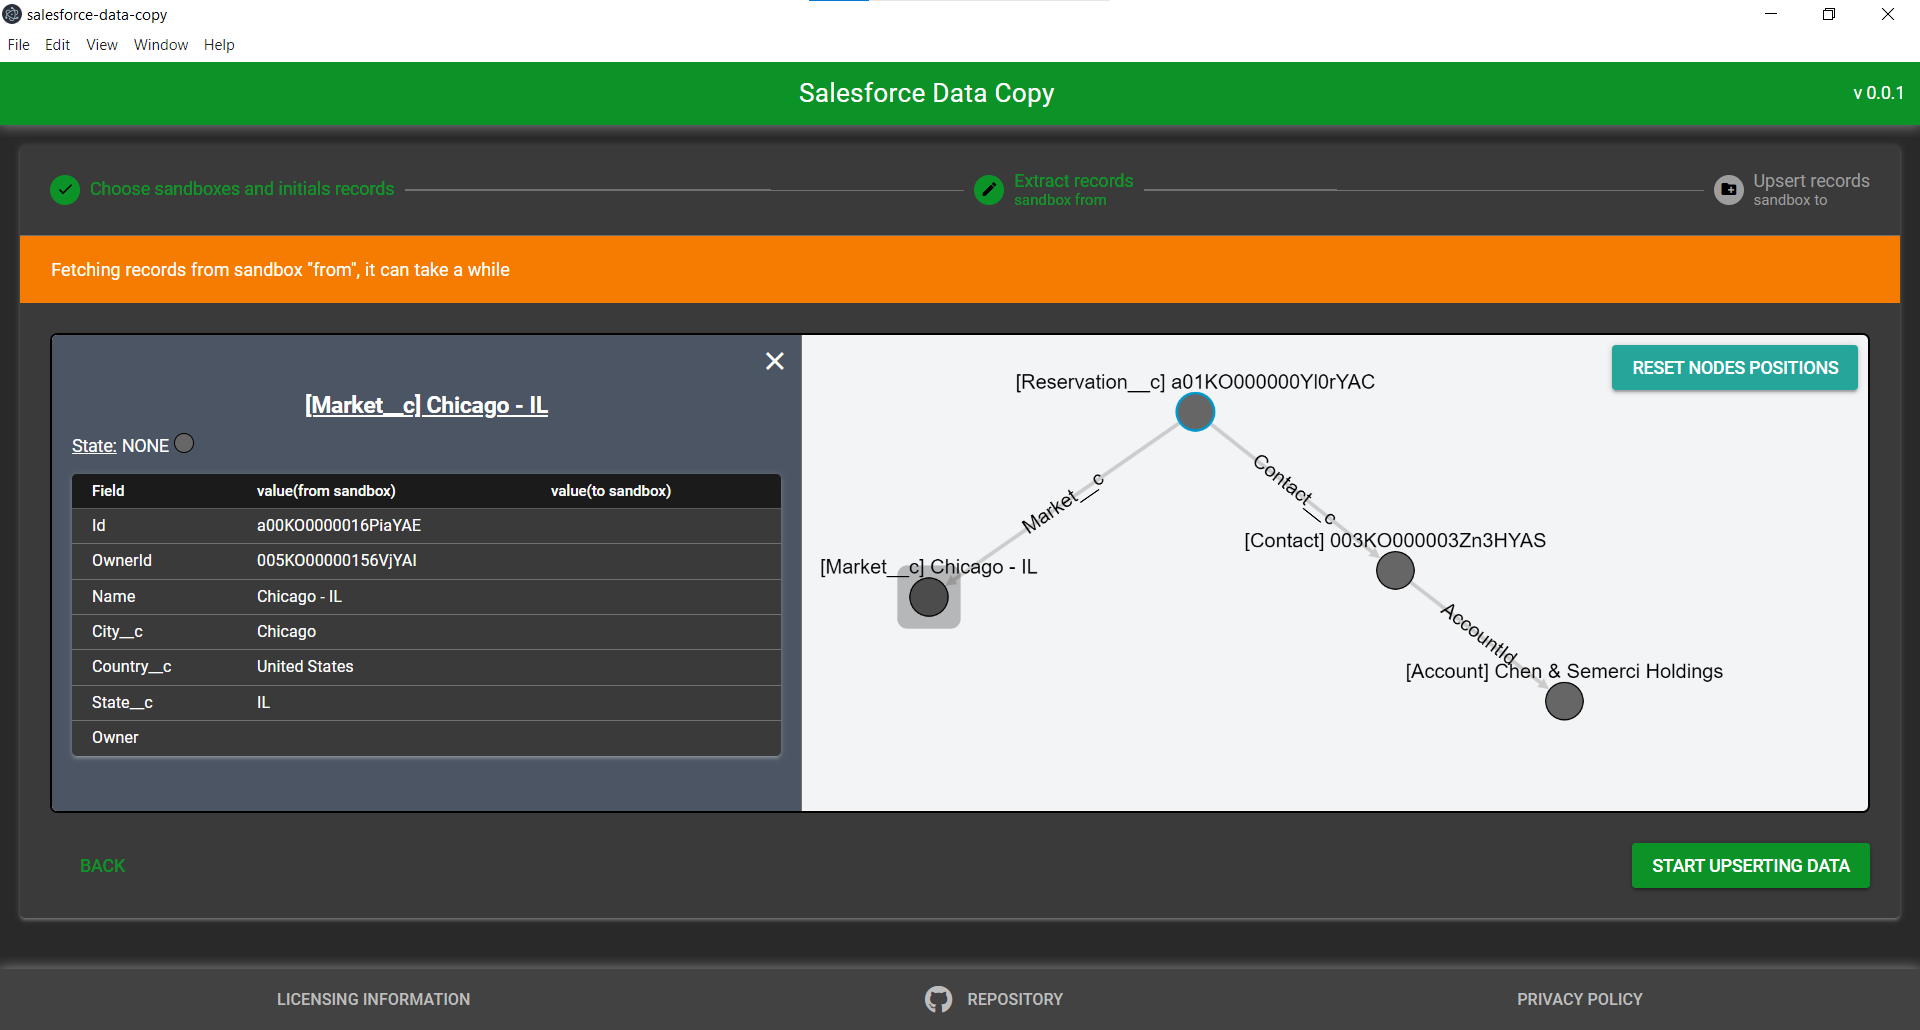 salesforce-data-copy
File Edit View Window Help
Salesforce Data Copy
v 0.0.1
Choose sandboxes and initials records
Extract records
sandbox from
Upsert records
sandbox to
Fetching records from sandbox "from", it can take a while
[Market__c] Chicago - IL
State: NONE
Field value(from sandbox) value(to sandbox)
Id a00KO0000016PiaYAE
OwnerId 005KO00000156VjYAI
Name Chicago - IL
City__c Chicago
Country__c United States
State__c IL
Owner
RESET NODES POSITIONS
[Reservation__c] a01KO000000Yl0rYAC
Market__c
Contact__c
[Contact] 003KO000003Zn3HYAS
[Market__c] Chicago - IL
AccountId
[Account] Chen & Semerci Holdings
BACK
START UPSERTING DATA
LICENSING INFORMATION
REPOSITORY
PRIVACY POLICY